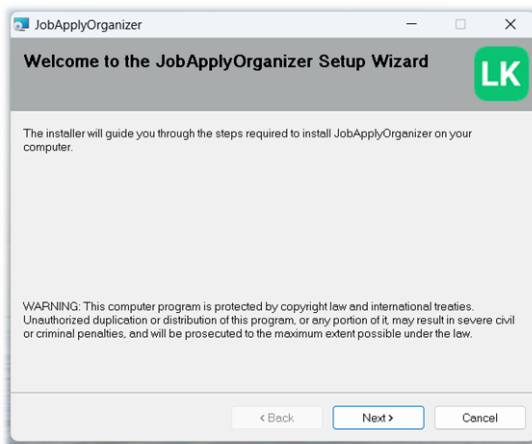 JobApplyOrganizer
Welcome to the JobApplyOrganizer Setup Wizard
LK
The installer will guide you through the steps required to install JobApplyOrganizer on your
computer.
WARNING: This computer program is protected by copyright law and international treaties.
Unauthorized duplication or distribution of this program, or any portion of it, may result in severe civil
or criminal penalties, and will be prosecuted to the maximum extent possible under the law.
< Back
Next >
Cancel